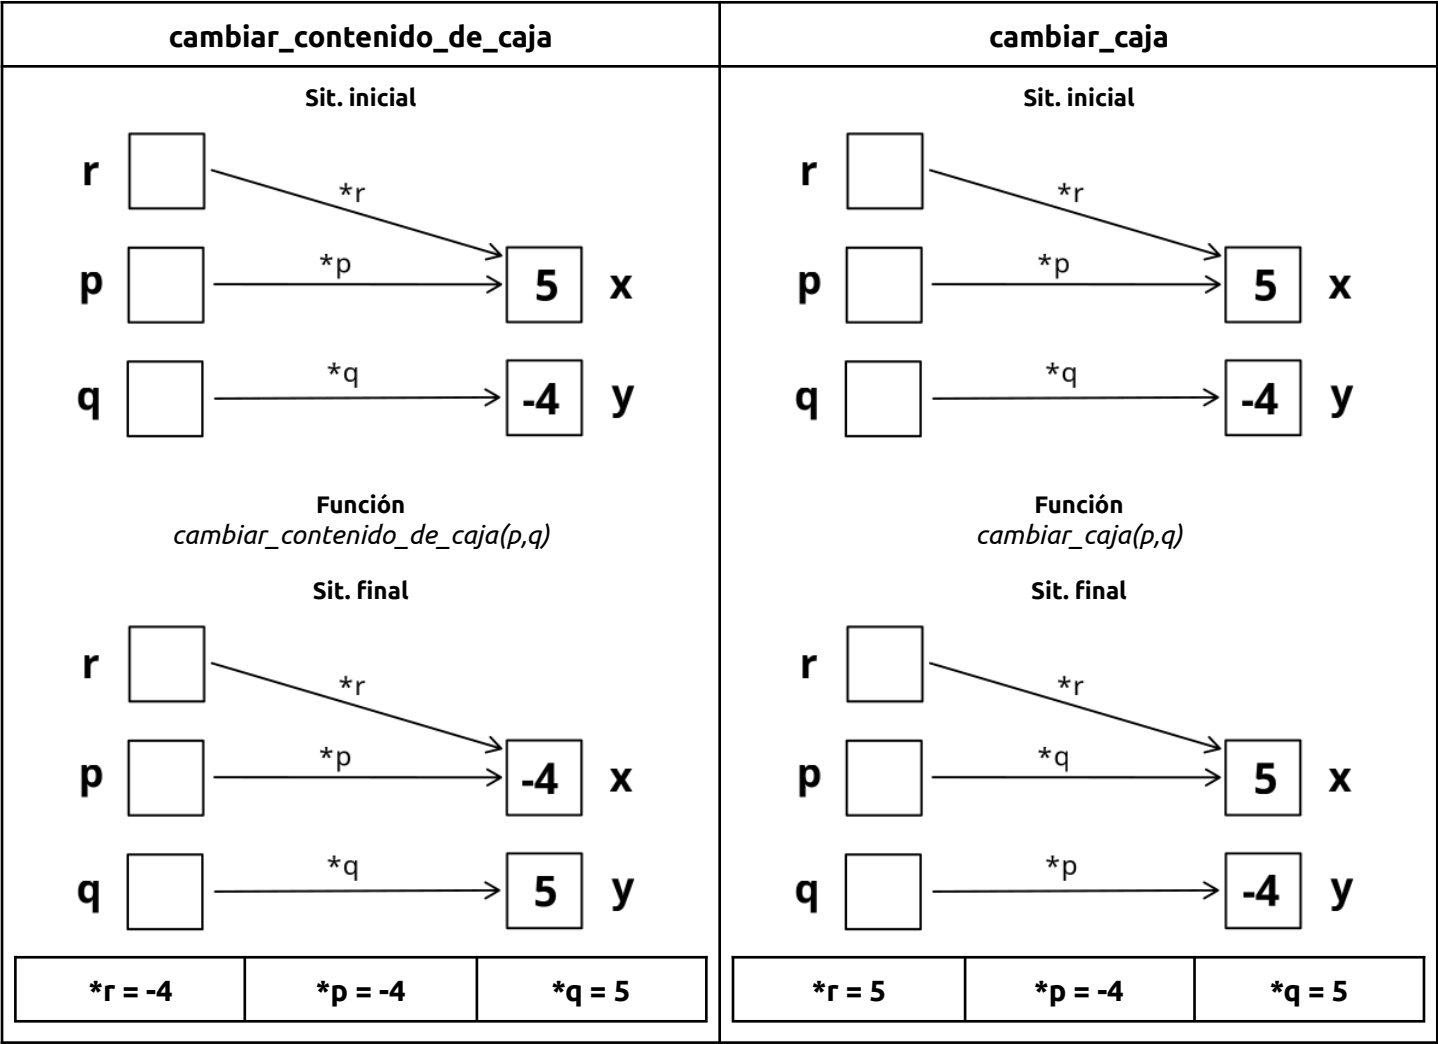 cambiar_contenido_de_caja
Sit. inicial
r
*r
p
*p
5
x
q
*q
-4
y
Función
cambiar_contenido_de_caja(p,q)
Sit. final
r
*r
p
*p
-4
x
q
*q
5
y
*r = -4
*p = -4
*q = 5
cambiar_caja
Sit. inicial
r
*r
p
*p
5
x
q
*q
-4
y
Función
cambiar_caja(p,q)
Sit. final
r
*r
p
*q
5
x
q
*p
-4
y
*r = 5
*p = -4
*q = 5